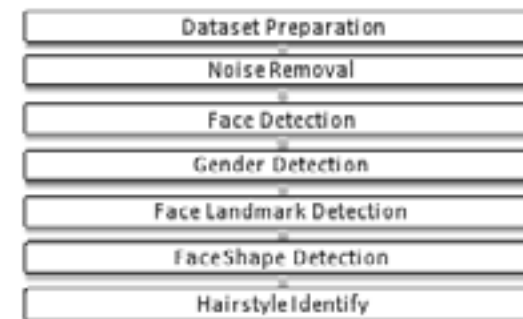 Dataset Preparation
Noise Removal
Face Detection
Gender Detection
Face Landmark Detection
Face Shape Detection
Hairstyle Identify